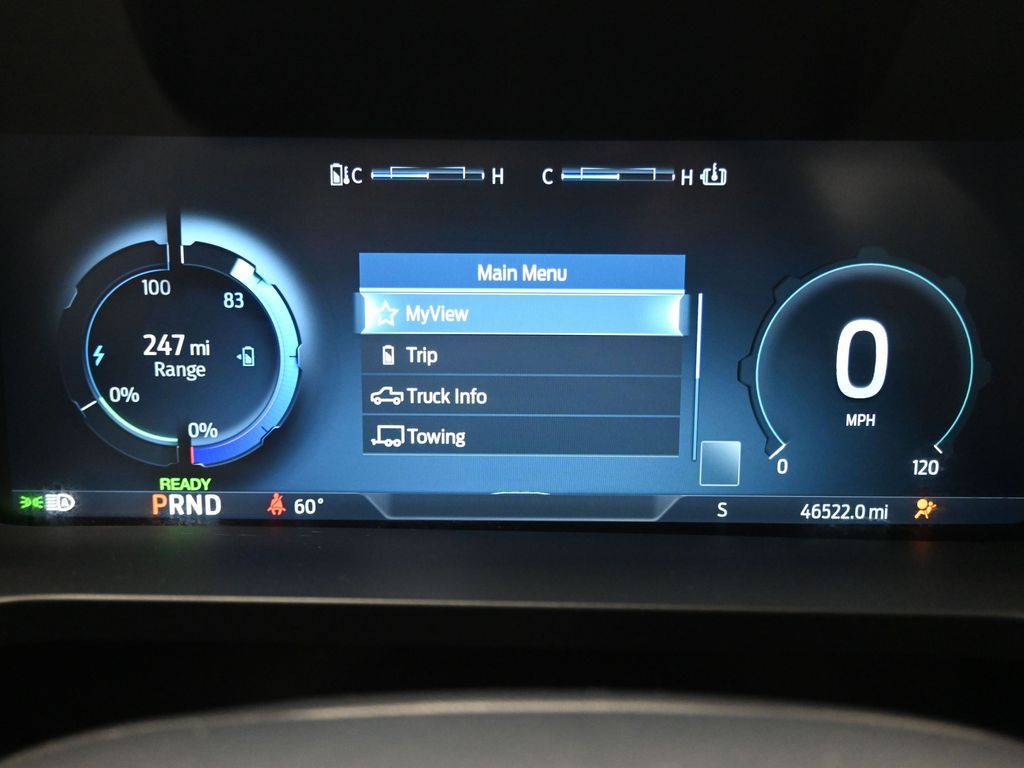 C H C H
Main Menu
MyView
Trip
Truck Info
Towing
100
83
247 mi
Range
0%
0%
READY
PRND
60°
0
MPH
0
120
S
46522.0 mi